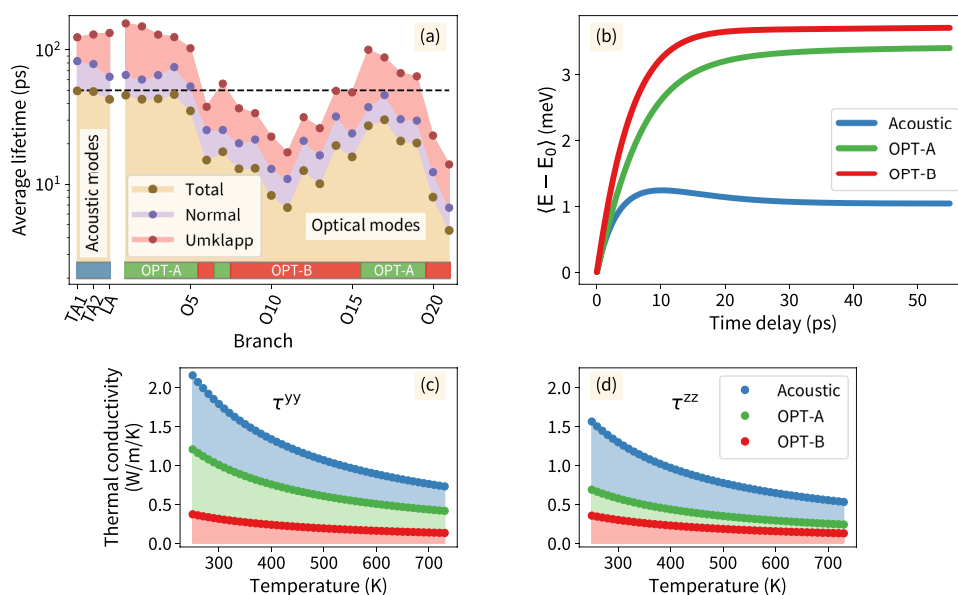 (a)
10²
10¹
Average lifetime (ps)
Acoustic modes
Total
Normal
Umklapp
Optical modes
OPT-A
OPT-B
OPT-A
TA1
TA2
LA
O5
O10
O15
O20
Branch
(b)
3
2
1
0
⟨E − E₀⟩ (meV)
Acoustic
OPT-A
OPT-B
0
10
20
30
40
50
Time delay (ps)
(c)
τʸʸ
2.0
1.5
1.0
0.5
0.0
Thermal conductivity
(W/m/K)
300
400
500
600
700
Temperature (K)
(d)
τᶻᶻ
2.0
1.5
1.0
0.5
0.0
Acoustic
OPT-A
OPT-B
300
400
500
600
700
Temperature (K)